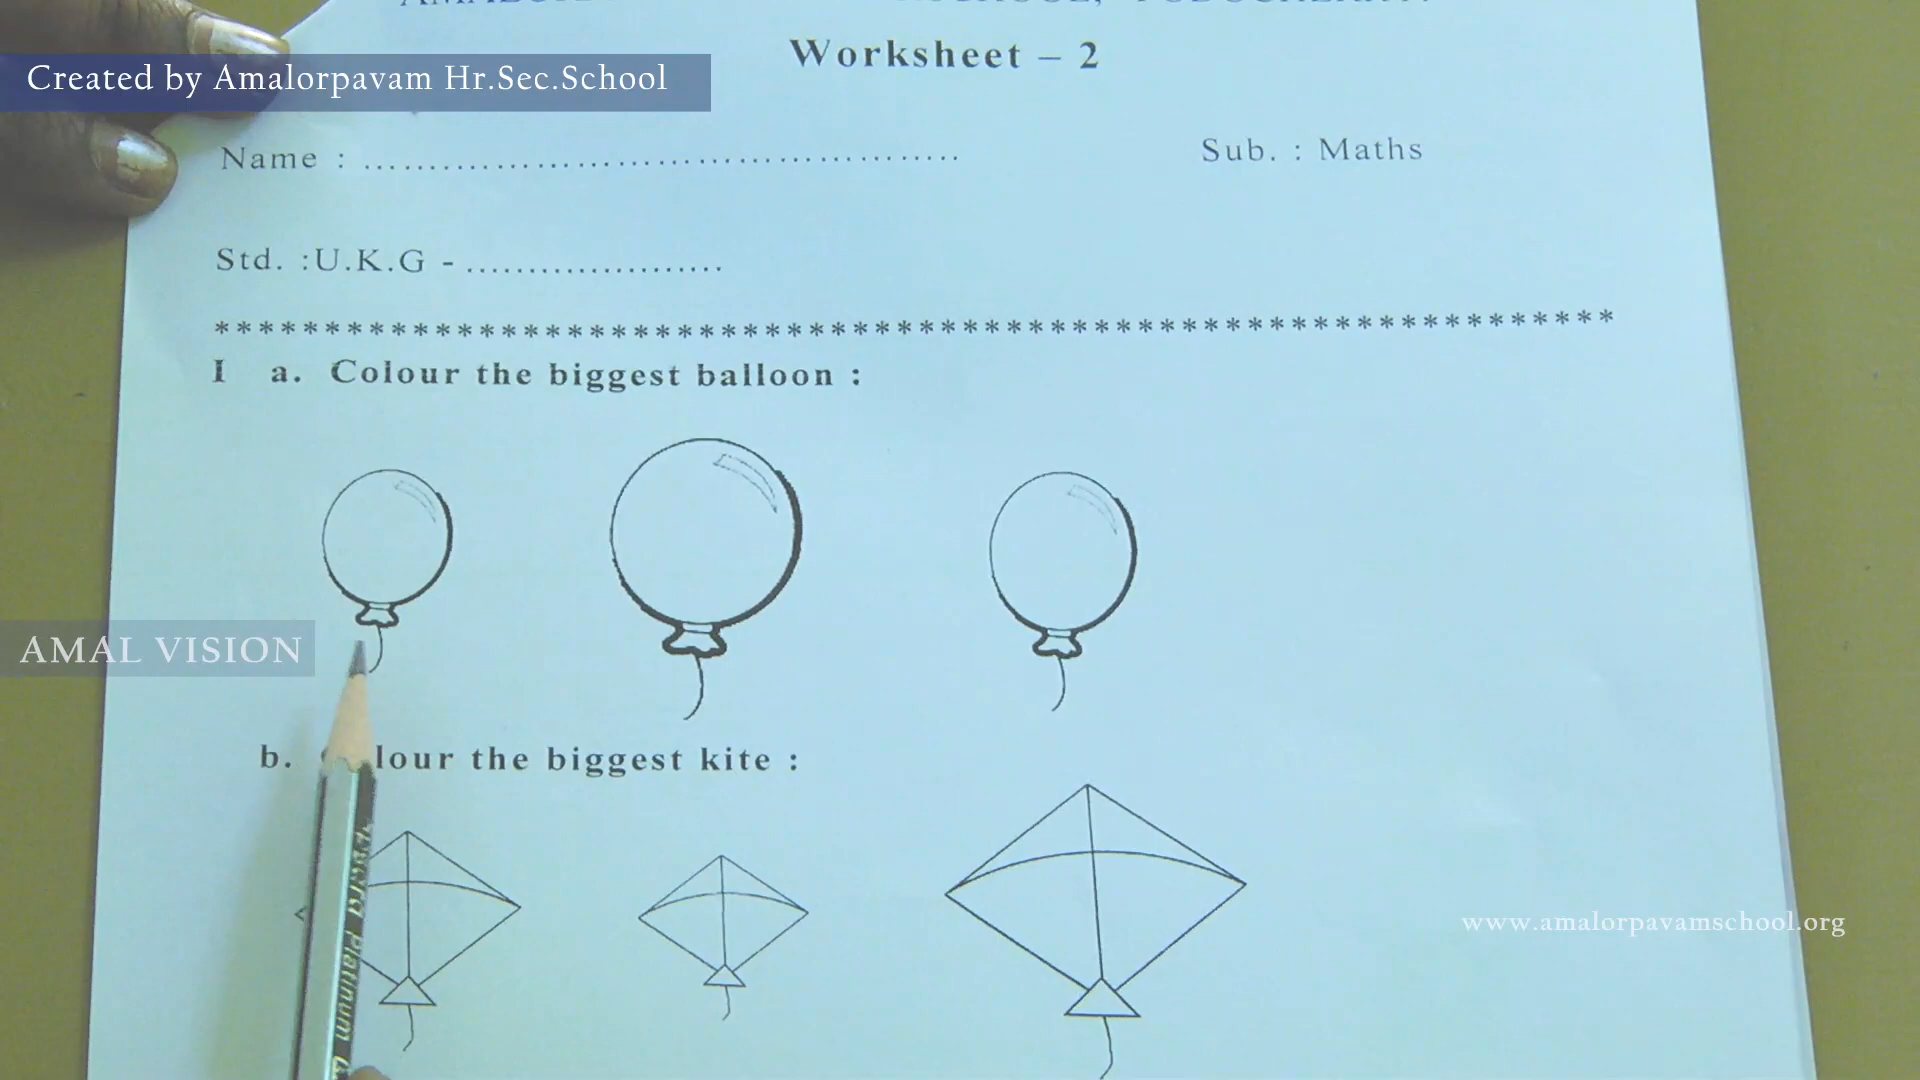 Worksheet – 2
Created by Amalorpavam Hr.Sec.School
Name : ..............................................
Sub. : Maths
Std. :U.K.G - .....................
****************************************************************
I a. Colour the biggest balloon :
AMAL VISION
b. lour the biggest kite :
www.amalorpavamschool.org
Platinum